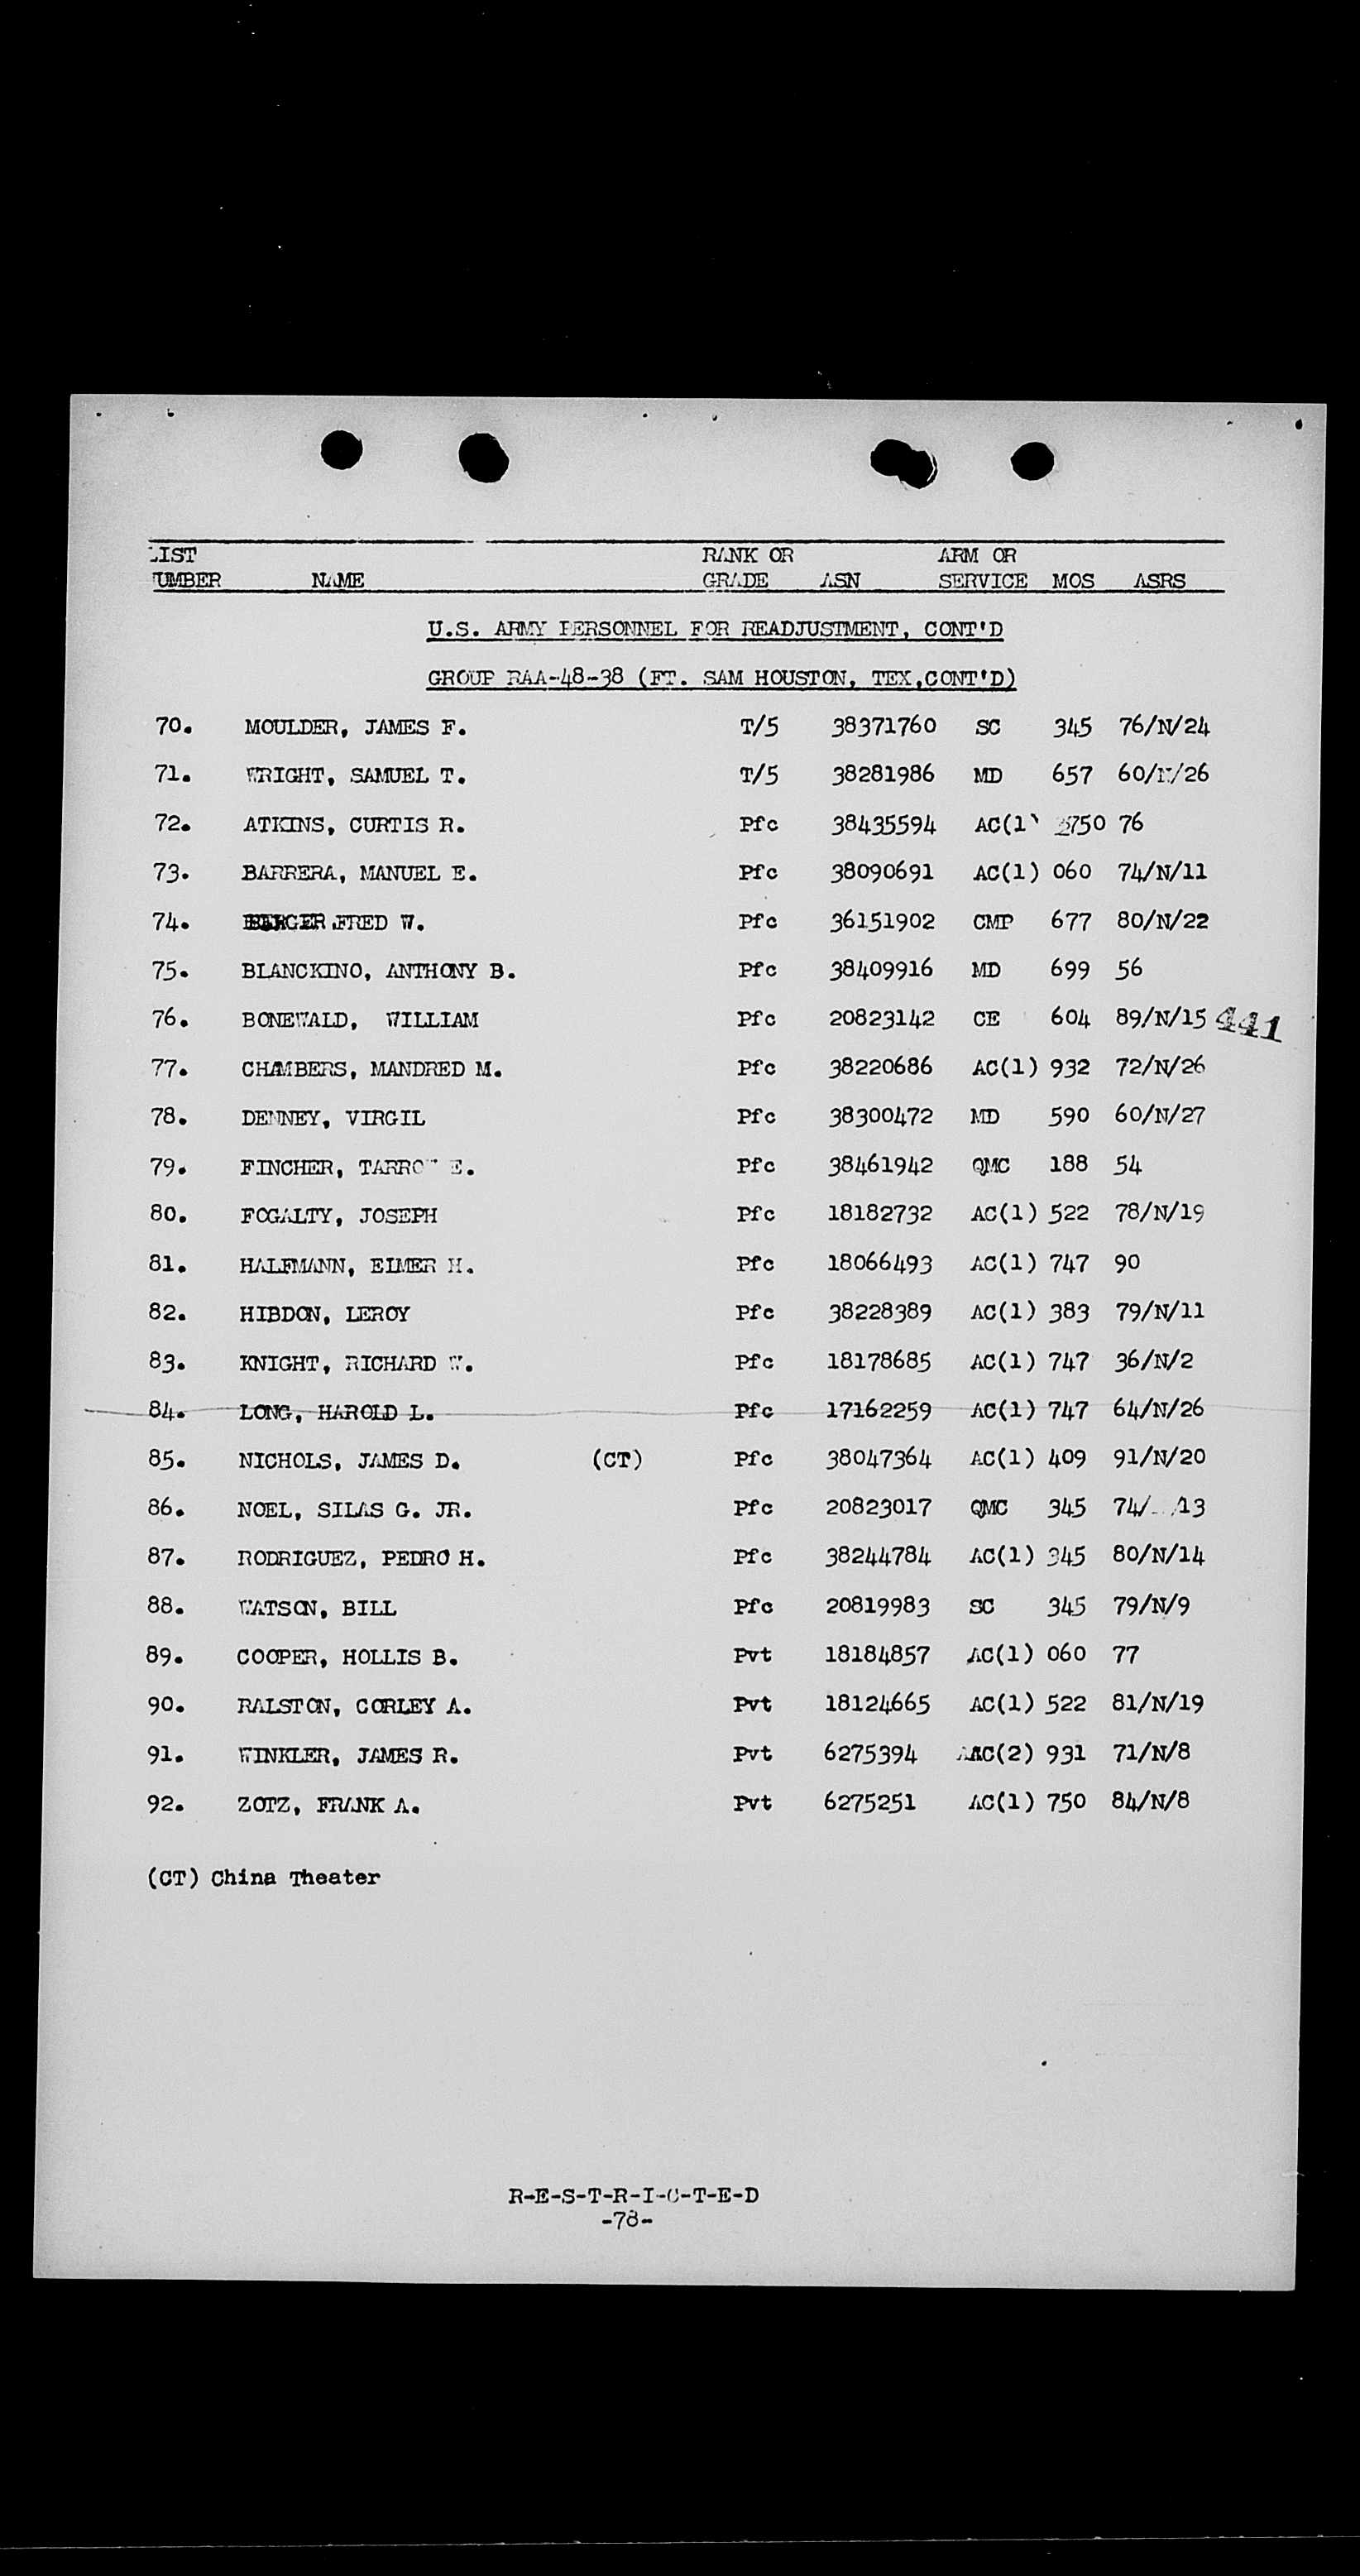 LIST RANK OR ARM OR
NUMBER NAME GRADE ASN SERVICE MOS ASRS
U.S. ARMY PERSONNEL FOR READJUSTMENT, CONT'D
GROUP RAA-48-38 (FT. SAM HOUSTON, TEX,CONT'D)
70. MOULDER, JAMES F. T/5 38371760 SC 345 76/N/24
71. WRIGHT, SAMUEL T. T/5 38281986 MD 657 60/N/26
72. ATKINS, CURTIS R. Pfc 38435594 AC(1) 750 76
73. BARRERA, MANUEL E. Pfc 38090691 AC(1) 060 74/N/11
74. BERGER FRED W. Pfc 36151902 CMP 677 80/N/22
75. BLANCKINO, ANTHONY B. Pfc 38409916 MD 699 56
76. BONEWALD, WILLIAM Pfc 20823142 CE 604 89/N/15 441
77. CHAMBERS, MANDRED M. Pfc 38220686 AC(1) 932 72/N/26
78. DENNEY, VIRGIL Pfc 38300472 MD 590 60/N/27
79. FINCHER, E. Pfc 38461942 QMC 188 54
80. FOGALTY, JOSEPH Pfc 18182732 AC(1) 522 78/N/19
81. HALFMANN, ELMER H. Pfc 18066493 AC(1) 747 90
82. HIBDON, LEROY Pfc 38228389 AC(1) 383 79/N/11
83. KNIGHT, RICHARD W. Pfc 18178685 AC(1) 747 36/N/2
84. LONG, HAROLD L. Pfc 17162259 AC(1) 747 64/N/26
85. NICHOLS, JAMES D. (CT) Pfc 38047364 AC(1) 409 91/N/20
86. NOEL, SILAS G. JR. Pfc 20823017 QMC 345 74/ /13
87. RODRIGUEZ, PEDRO H. Pfc 38244784 AC(1) 345 80/N/14
88. WATSON, BILL Pfc 20819983 SC 345 79/N/9
89. COOPER, HOLLIS B. Pvt 18184857 AC(1) 060 77
90. RALSTON, CORLEY A. Pvt 18124665 AC(1) 522 81/N/19
91. WINKLER, JAMES R. Pvt 6275394 AAC(2) 931 71/N/8
92. ZOTZ, FRANK A. Pvt 6275251 AC(1) 750 84/N/8
(CT) China Theater
R-E-S-T-R-I-C-T-E-D
-78-